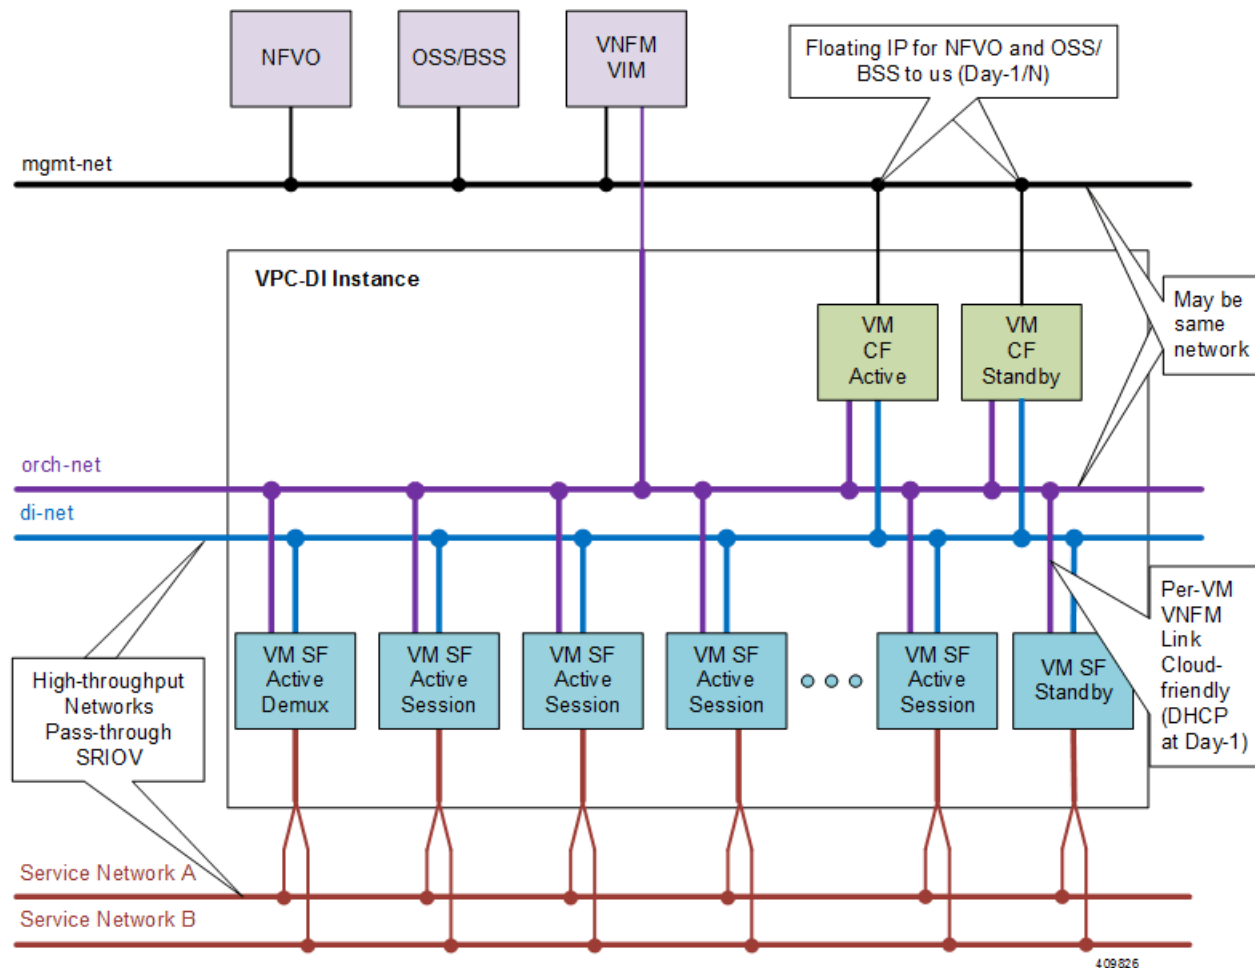 NFVO
OSS/BSS
VNFM
VIM
Floating IP for NFVO and OSS/
BSS to us (Day-1/N)
mgmt-net
VPC-DI Instance
May be
same
network
VM
CF
Active
VM
CF
Standby
orch-net
di-net
Per-VM
VNFM
Link
Cloud-
friendly
(DHCP
at Day-1)
High-throughput
Networks
Pass-through
SRIOV
VM SF
Active
Demux
VM SF
Active
Session
VM SF
Active
Session
VM SF
Active
Session
VM SF
Active
Session
VM SF
Standby
Service Network A
Service Network B
409826